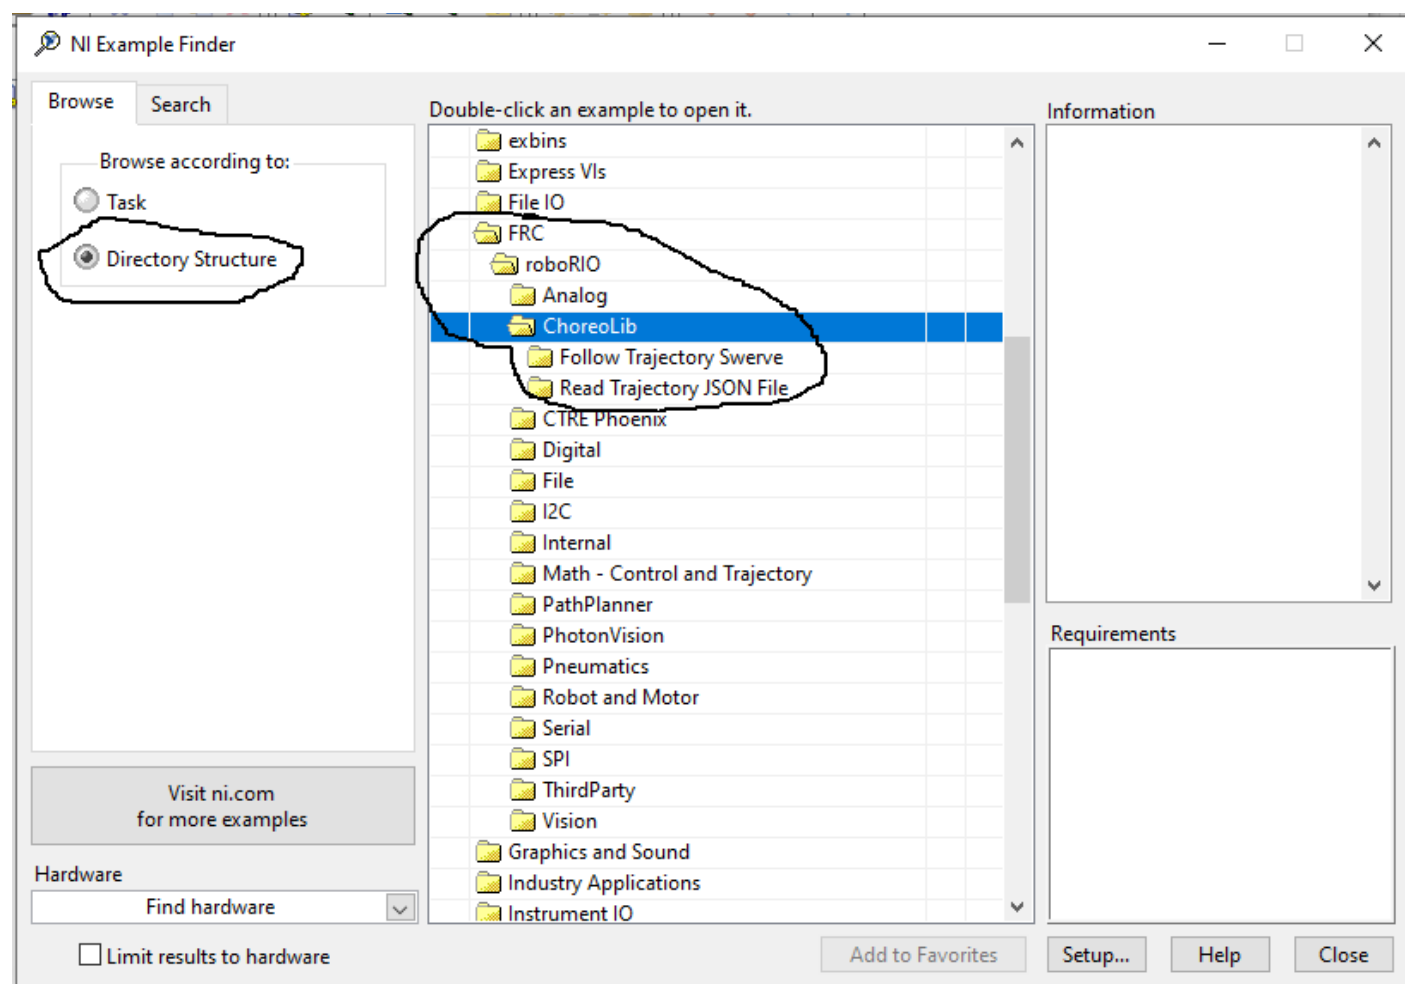 NI Example Finder
Browse
Search
Browse according to:
Task
Directory Structure
Visit ni.com
for more examples
Hardware
Find hardware
Limit results to hardware
Double-click an example to open it.
exbins
Express VIs
File IO
FRC
roboRIO
Analog
ChoreoLib
Follow Trajectory Swerve
Read Trajectory JSON File
CTRE Phoenix
Digital
File
I2C
Internal
Math - Control and Trajectory
PathPlanner
PhotonVision
Pneumatics
Robot and Motor
Serial
SPI
ThirdParty
Vision
Graphics and Sound
Industry Applications
Instrument IO
Information
Requirements
Add to Favorites
Setup...
Help
Close